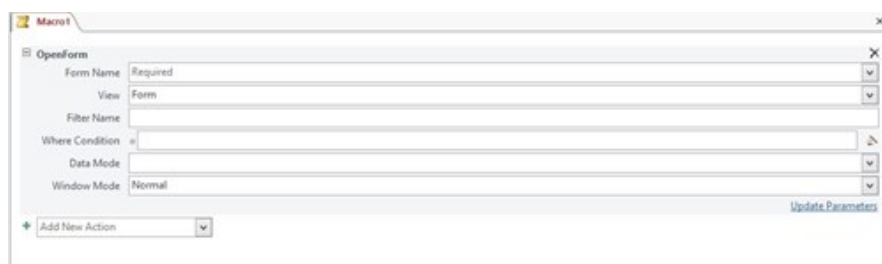 Macro1
OpenForm
Form Name Required
View Form
Filter Name
Where Condition =
Data Mode
Window Mode Normal
Update Parameters
Add New Action